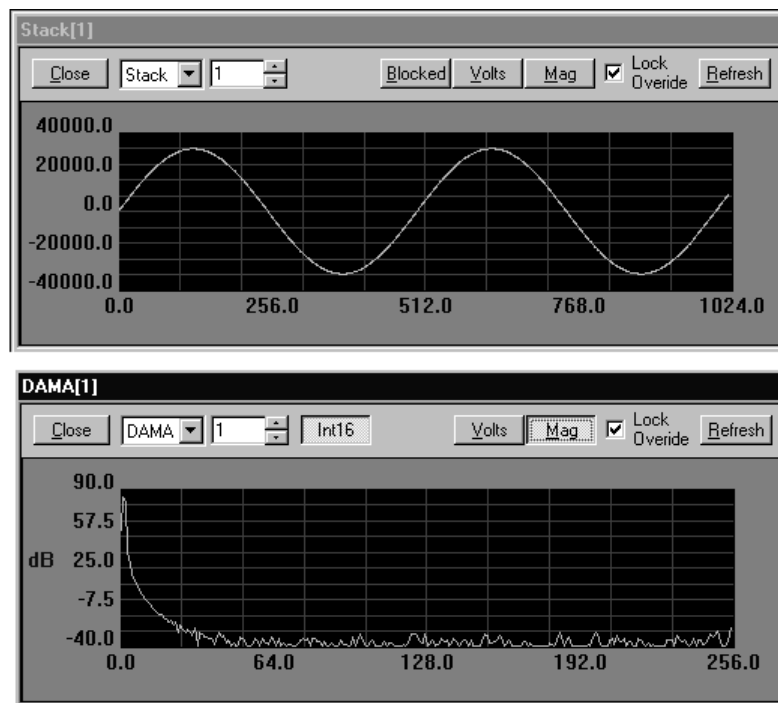 Stack[1]
Close Stack 1 Blocked Volts Mag Lock Overide Refresh
40000.0
20000.0
0.0
-20000.0
-40000.0
0.0 256.0 512.0 768.0 1024.0
DAMA[1]
Close DAMA 1 Int16 Volts Mag Lock Overide Refresh
90.0
57.5
dB 25.0
-7.5
-40.0
0.0 64.0 128.0 192.0 256.0